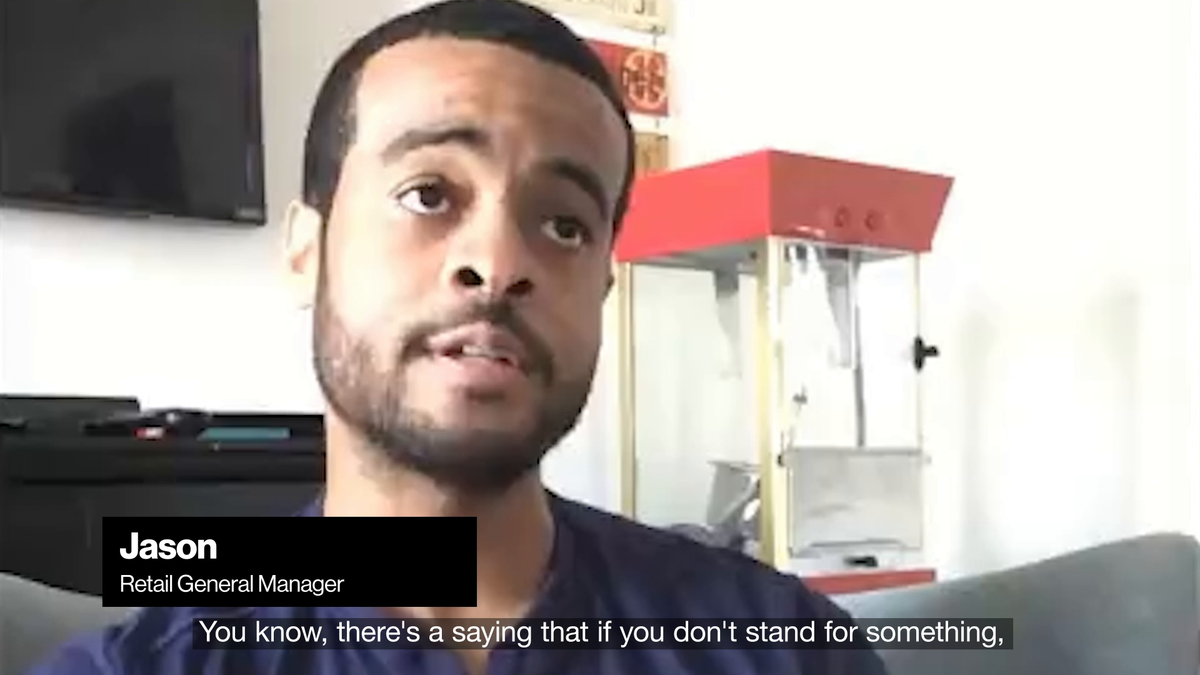 Jason
Retail General Manager
You know, there's a saying that if you don't stand for something,